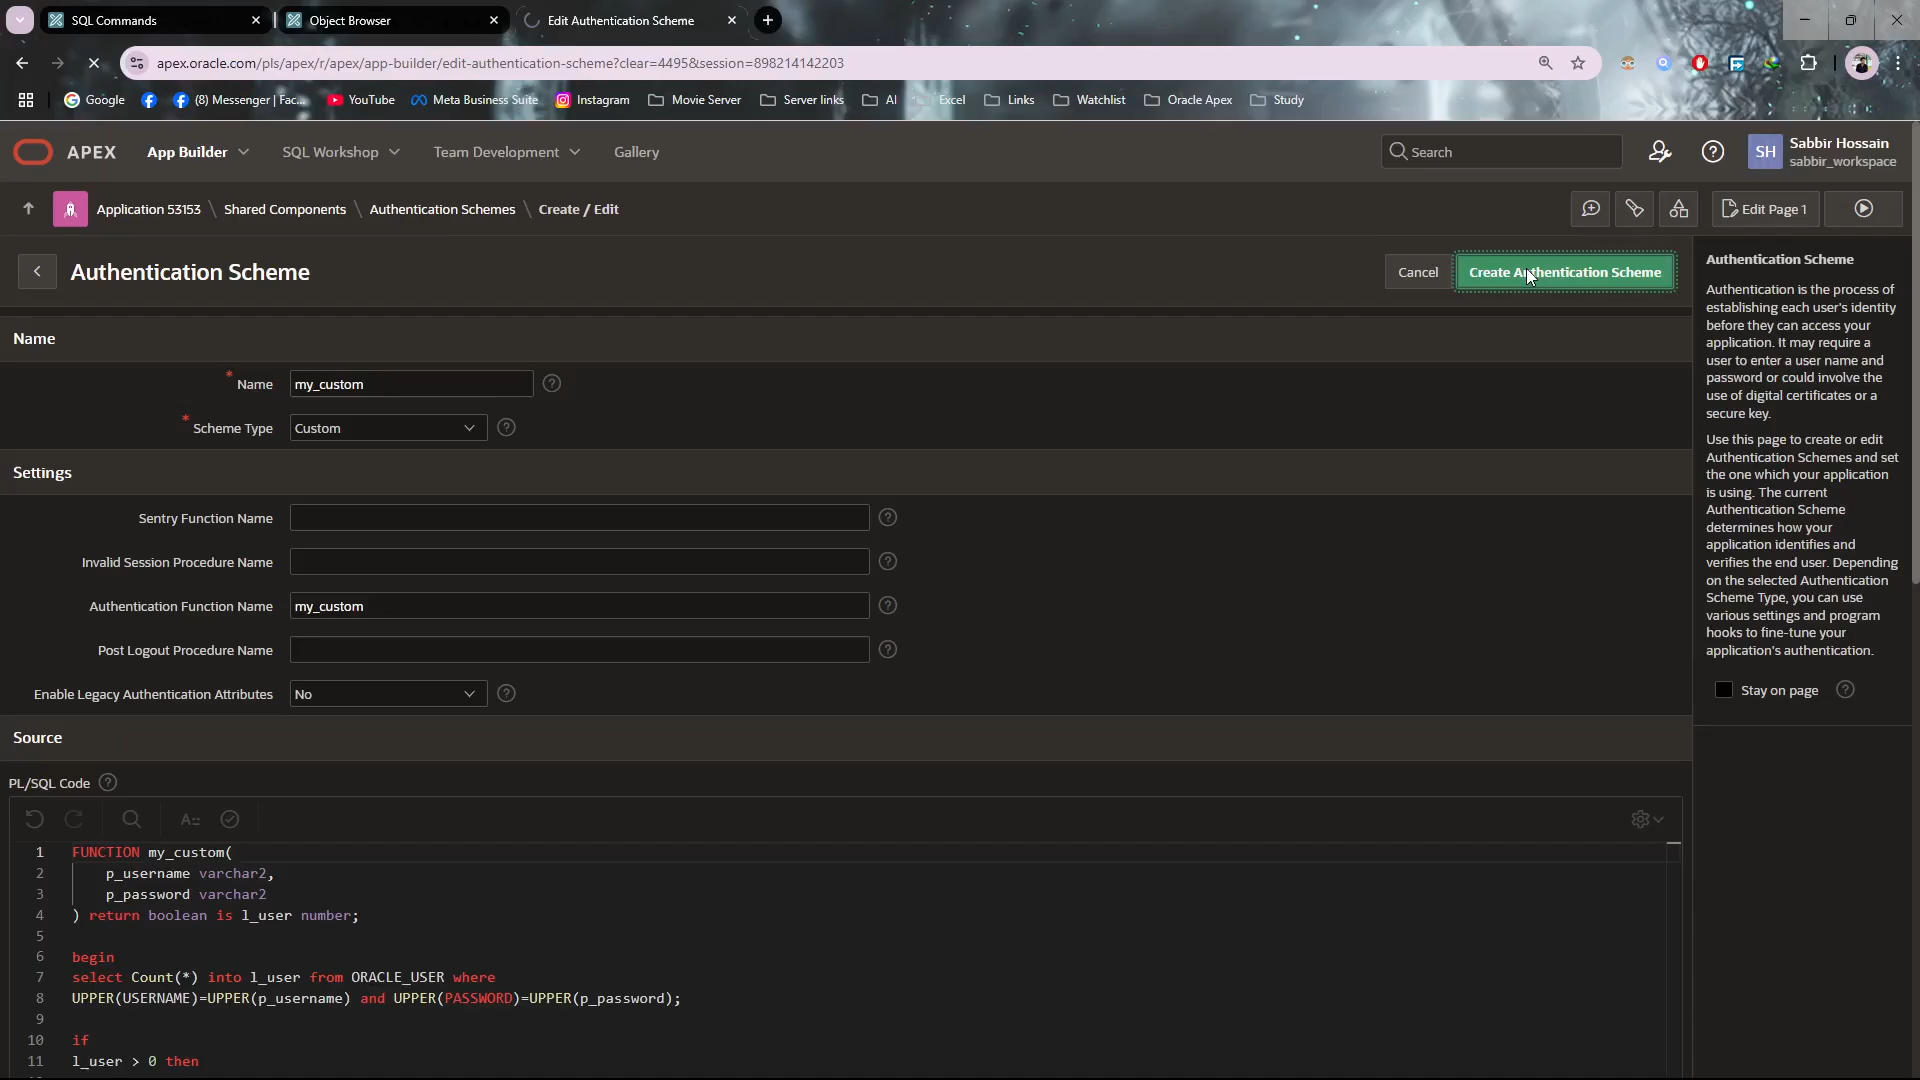 SQL Commands
Object Browser
Edit Authentication Scheme
apex.oracle.com/pls/apex/r/apex/app-builder/edit-authentication-scheme?clear=4495&session=898214142203
Google
(8) Messenger | Fac...
YouTube
Meta Business Suite
Instagram
Movie Server
Server links
AI
Excel
Links
Watchlist
Oracle Apex
Study
APEX
App Builder
SQL Workshop
Team Development
Gallery
Search
SH
Sabbir Hossain
sabbir_workspace
Application 53153 \ Shared Components \ Authentication Schemes \ Create / Edit
Edit Page 1
Authentication Scheme
Cancel
Create Authentication Scheme
Name
* Name
my_custom
* Scheme Type
Custom
Settings
Sentry Function Name
Invalid Session Procedure Name
Authentication Function Name
my_custom
Post Logout Procedure Name
Enable Legacy Authentication Attributes
No
Source
PL/SQL Code
1 FUNCTION my_custom(
2 p_username varchar2,
3 p_password varchar2
4 ) return boolean is l_user number;
5
6 begin
7 select Count(*) into l_user from ORACLE_USER where
8 UPPER(USERNAME)=UPPER(p_username) and UPPER(PASSWORD)=UPPER(p_password);
9
10 if
11 l_user > 0 then
Authentication Scheme
Authentication is the process of
establishing each user's identity
before they can access your
application. It may require a
user to enter a user name and
password or could involve the
use of digital certificates or a
secure key.
Use this page to create or edit
Authentication Schemes and set
the one which your application
is using. The current
Authentication Scheme
determines how your
application identifies and
verifies the end user. Depending
on the selected Authentication
Scheme Type, you can use
various settings and program
hooks to fine-tune your
application's authentication.
Stay on page